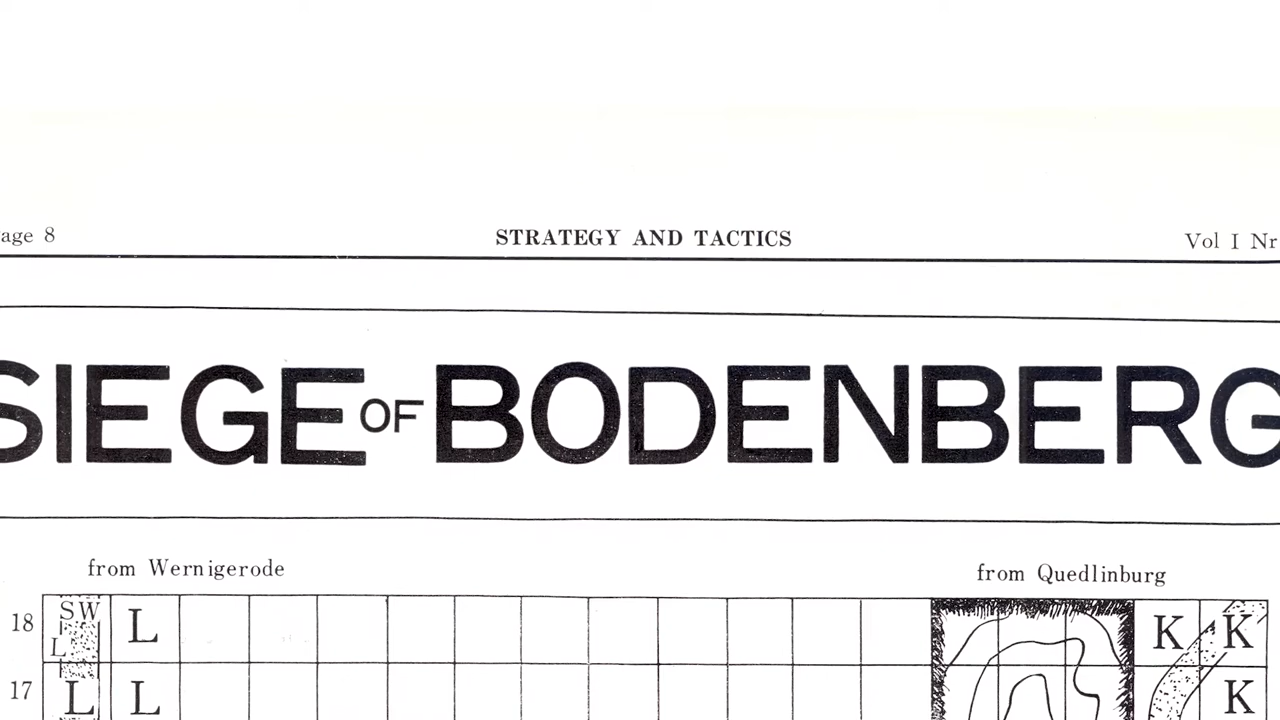 age 8 STRATEGY AND TACTICS Vol I Nr
SIEGE OF BODENBERG
from Wernigerode from Quedlinburg
18 SW L L K K
17 L L K